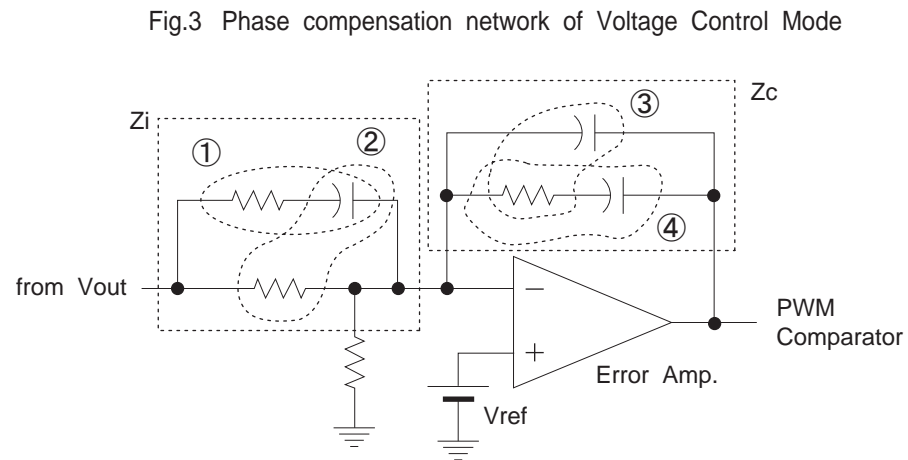 Fig.3 Phase compensation network of Voltage Control Mode
Zi
Zc
①
②
③
④
from Vout
−
+
Error Amp.
Vref
PWM
Comparator